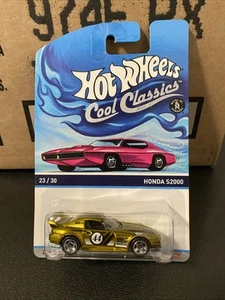 Hot Wheels
Cool Classics
23 / 30
HONDA S2000
44